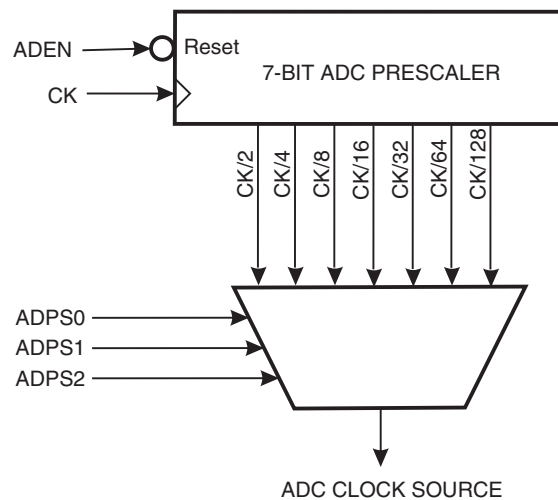 ADEN
Reset
7-BIT ADC PRESCALER
CK
CK/2
CK/4
CK/8
CK/16
CK/32
CK/64
CK/128
ADPS0
ADPS1
ADPS2
ADC CLOCK SOURCE